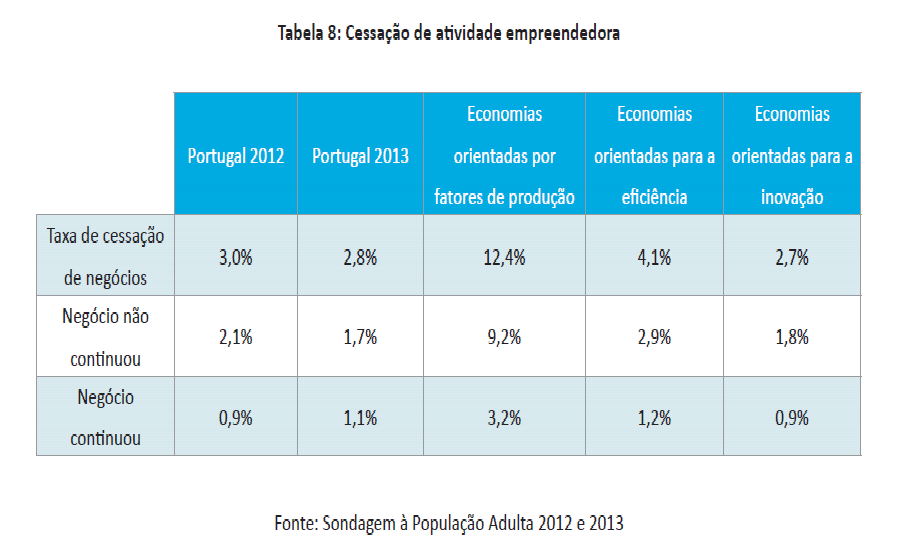 Tabela 8: Cessação de atividade empreendedora
Portugal 2012
Portugal 2013
Economias
orientadas por
fatores de produção
Economias
orientadas para a
eficiência
Economias
orientadas para a
inovação
Taxa de cessação
de negócios
3,0%
2,8%
12,4%
4,1%
2,7%
Negócio não
continuou
2,1%
1,7%
9,2%
2,9%
1,8%
Negócio
continuou
0,9%
1,1%
3,2%
1,2%
0,9%
Fonte: Sondagem à População Adulta 2012 e 2013